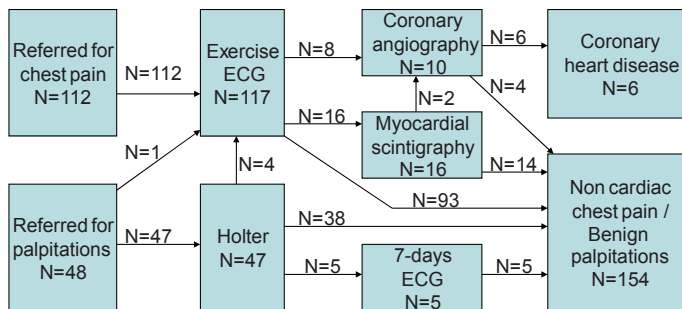 Referred for
chest pain
N=112
N=112
Exercise
ECG
N=117
N=8
Coronary
angiography
N=10
N=6
Coronary
heart disease
N=6
N=4
N=2
N=16
Myocardial
scintigraphy
N=16
N=14
N=1
N=4
N=93
Non cardiac
chest pain /
Benign
palpitations
N=154
Referred for
palpitations
N=48
N=47
Holter
N=47
N=38
N=5
7-days
ECG
N=5
N=5